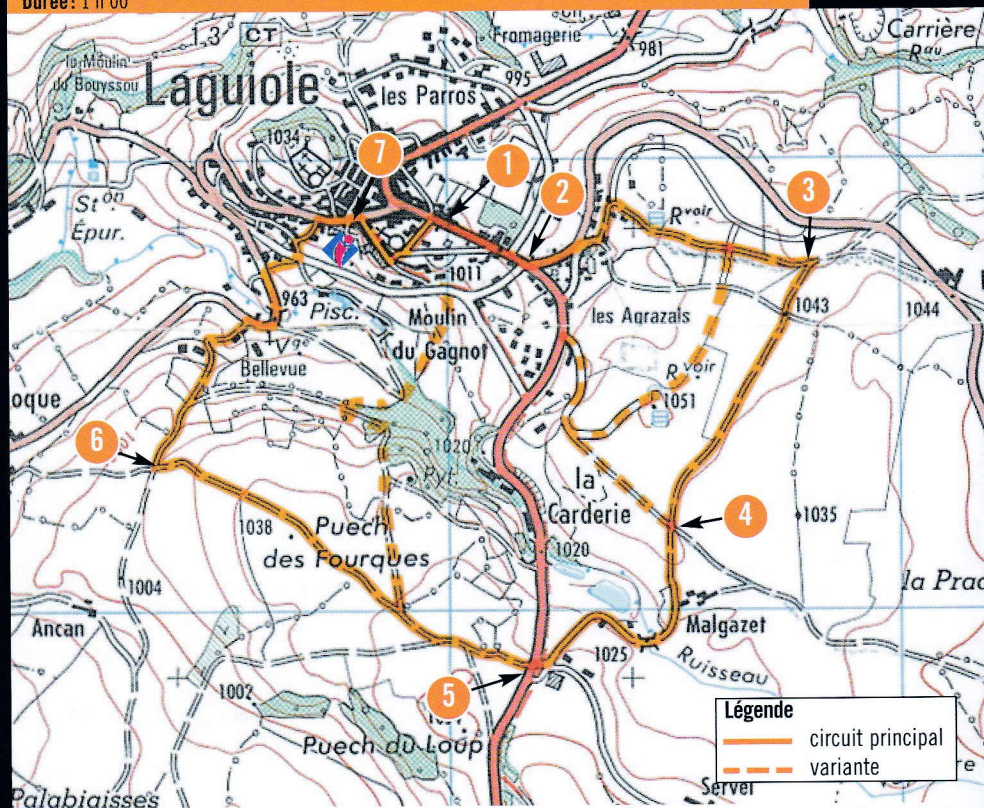 Durée: 1 h 00
1,3
CT
Fromagerie
981
Carrière
Rau
le Moulin
du Bouyssou
Laguiole
les Parros
995
1034
7
1
2
3
Ston
Épur.
Rvoir
1011
963
Pisc.
Moulin
du Gagnot
les Agrazals
1043
1044
Bellevue
Rvoir
1051
oque
6
1020
Pyl.
la
Carderie
4
1035
1038
Puech
des Fourques
1020
1004
la Prad
Ancan
Malgazet
1025
Ruisseau
5
1002
Puech du Loup
Légende
circuit principal
variante
re
Servel
Palabiaisses